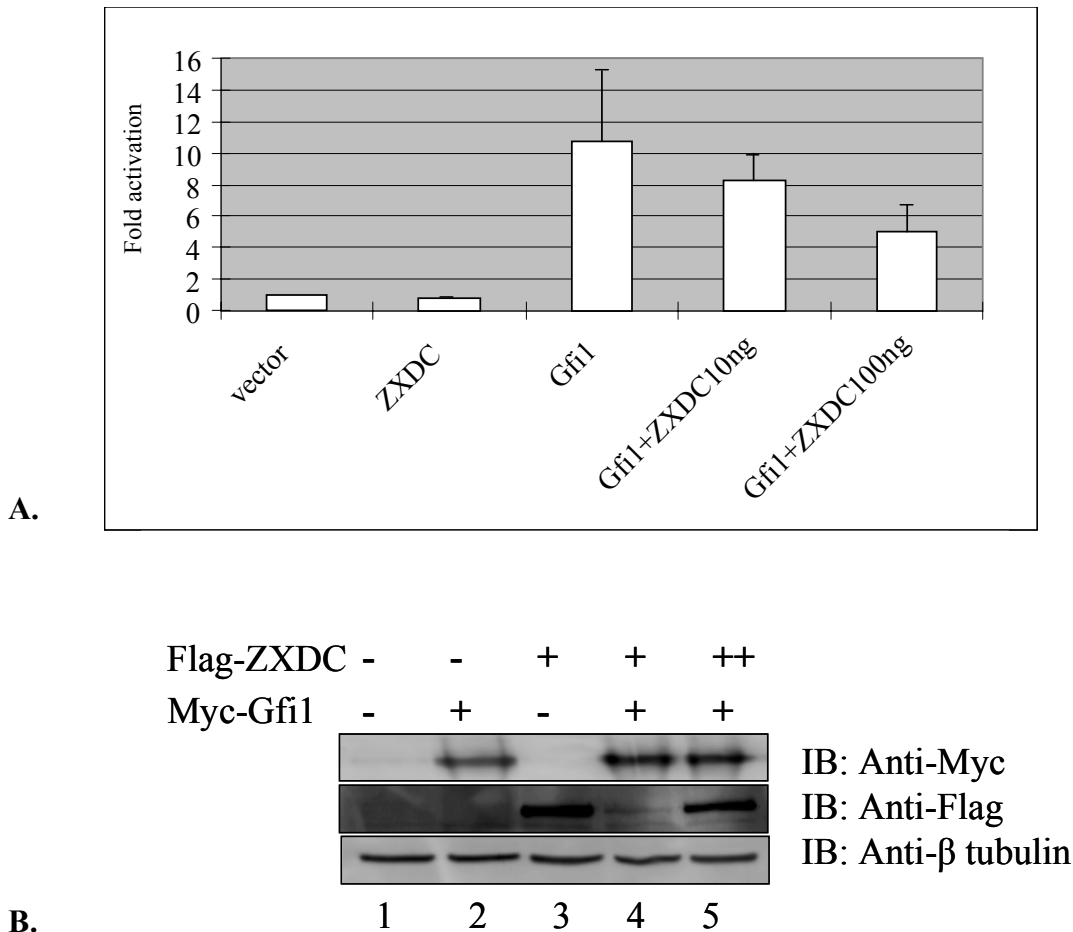 16
14
12
10
8
6
4
2
0
Fold activation
vector
ZXDC
Gfi1
Gfi1+ZXDC10ng
Gfi1+ZXDC100ng
A.
Flag-ZXDC - - + + ++
Myc-Gfi1 - + - + +
IB: Anti-Myc
IB: Anti-Flag
IB: Anti-β tubulin
1 2 3 4 5
B.